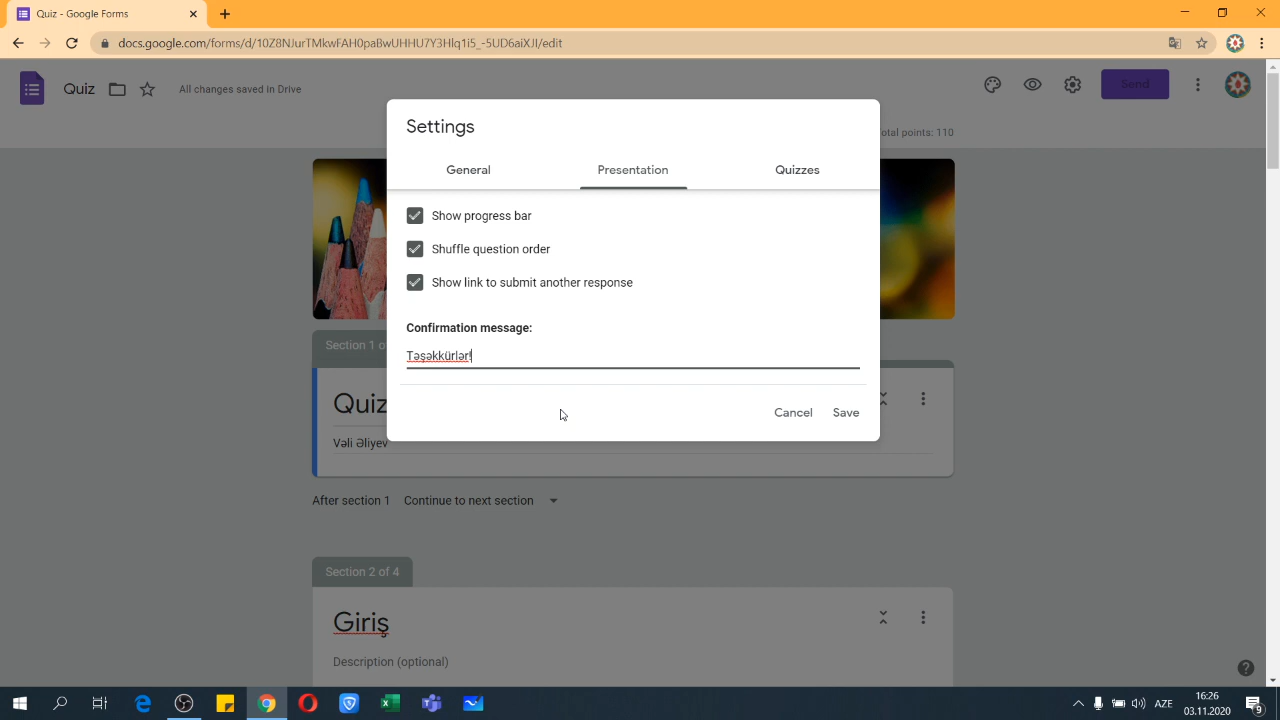 Quiz - Google Forms
docs.google.com/forms/d/10Z8NJurTMkwFAH0paBwUHHU7Y3Hlq1i5_-5UD6aiXJI/edit
Quiz
All changes saved in Drive
Send
Settings
otal points: 110
General
Presentation
Quizzes
Show progress bar
Shuffle question order
Show link to submit another response
Confirmation message:
Section 1 o
Təşəkkürlər!
Quiz
Cancel
Save
Vəli Əliyev
After section 1
Continue to next section
Section 2 of 4
Giriş
Description (optional)
AZE
16:26
03.11.2020
9